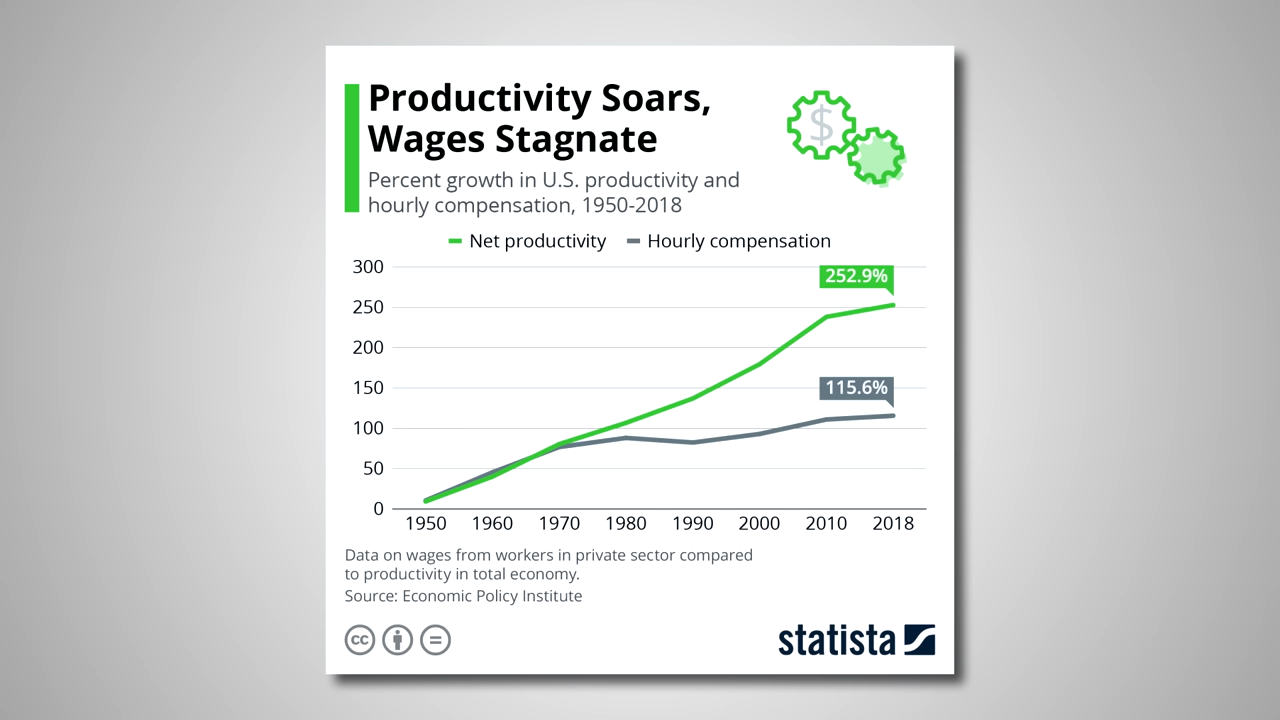 Productivity Soars,
Wages Stagnate
$
Percent growth in U.S. productivity and
hourly compensation, 1950-2018
Net productivity Hourly compensation
300
252.9%
250
200
150
115.6%
100
50
0
1950 1960 1970 1980 1990 2000 2010 2018
Data on wages from workers in private sector compared
to productivity in total economy.
Source: Economic Policy Institute
cc =
statista